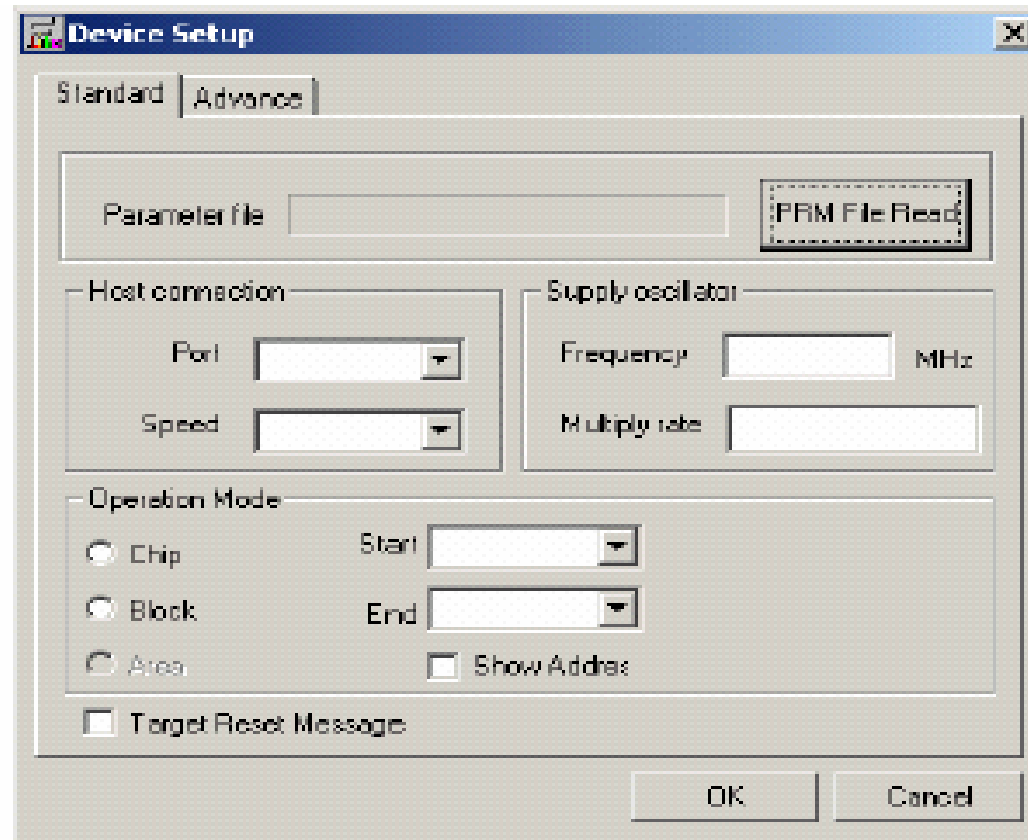 Device Setup
Standard Advance
Parameter file PRM File Read
Host connection
Port
Speed
Supply oscillator
Frequency MHz
Multiply rate
Operation Mode
Chip
Block
Area
Start
End
Show Addres
Target Reset Message
OK Cancel